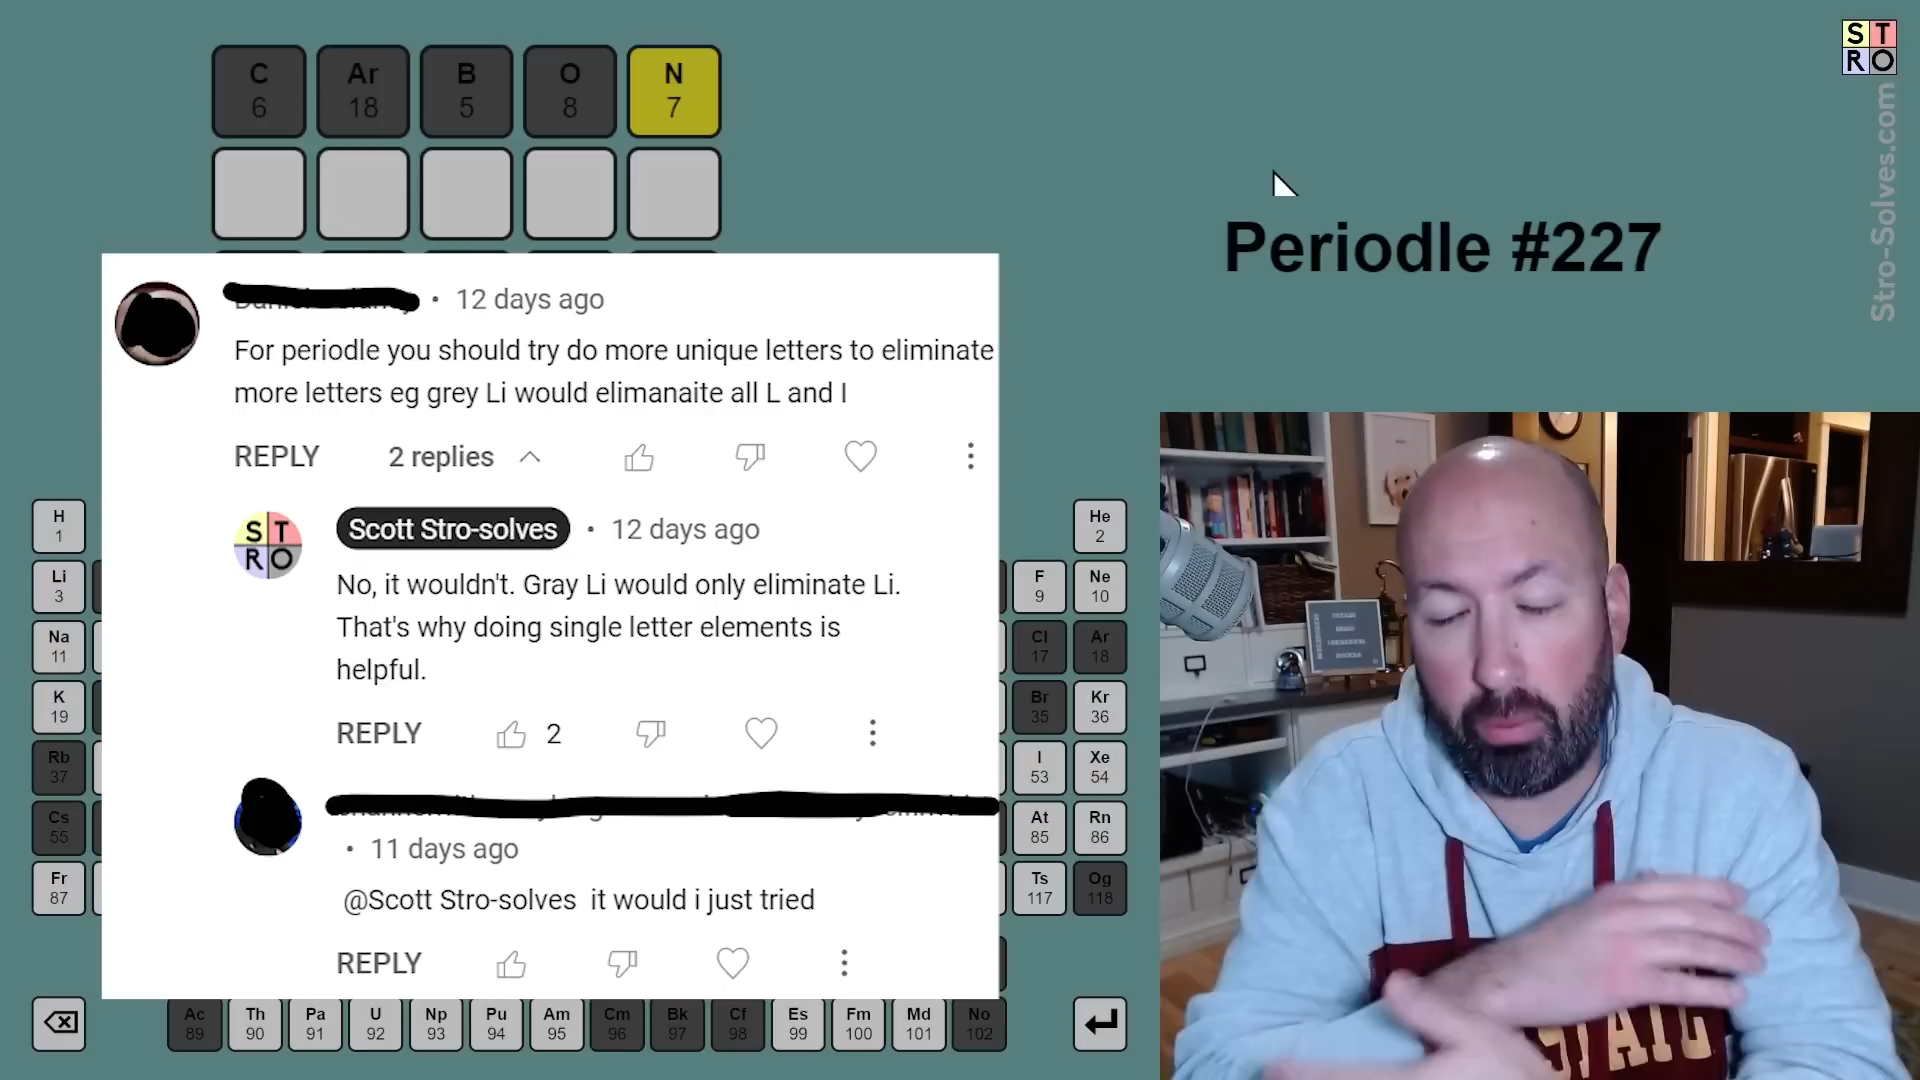 C Ar B O N
6 18 5 8 7
ST
RO
Stro-Solves.com
Periodle #227
• 12 days ago
For periodle you should try do more unique letters to eliminate
more letters eg grey Li would elimanaite all L and I
REPLY 2 replies
ST
RO
Scott Stro-solves • 12 days ago
No, it wouldn't. Gray Li would only eliminate Li.
That's why doing single letter elements is
helpful.
REPLY 2
• 11 days ago
@Scott Stro-solves it would i just tried
REPLY
H
1
Li
3
Na
11
K
19
Rb
37
Cs
55
Fr
87
He
2
F Ne
9 10
Cl Ar
17 18
Br Kr
35 36
I Xe
53 54
At Rn
85 86
Ts Og
117 118
Ac Th Pa U Np Pu Am Cm Bk Cf Es Fm Md No
89 90 91 92 93 94 95 96 97 98 99 100 101 102